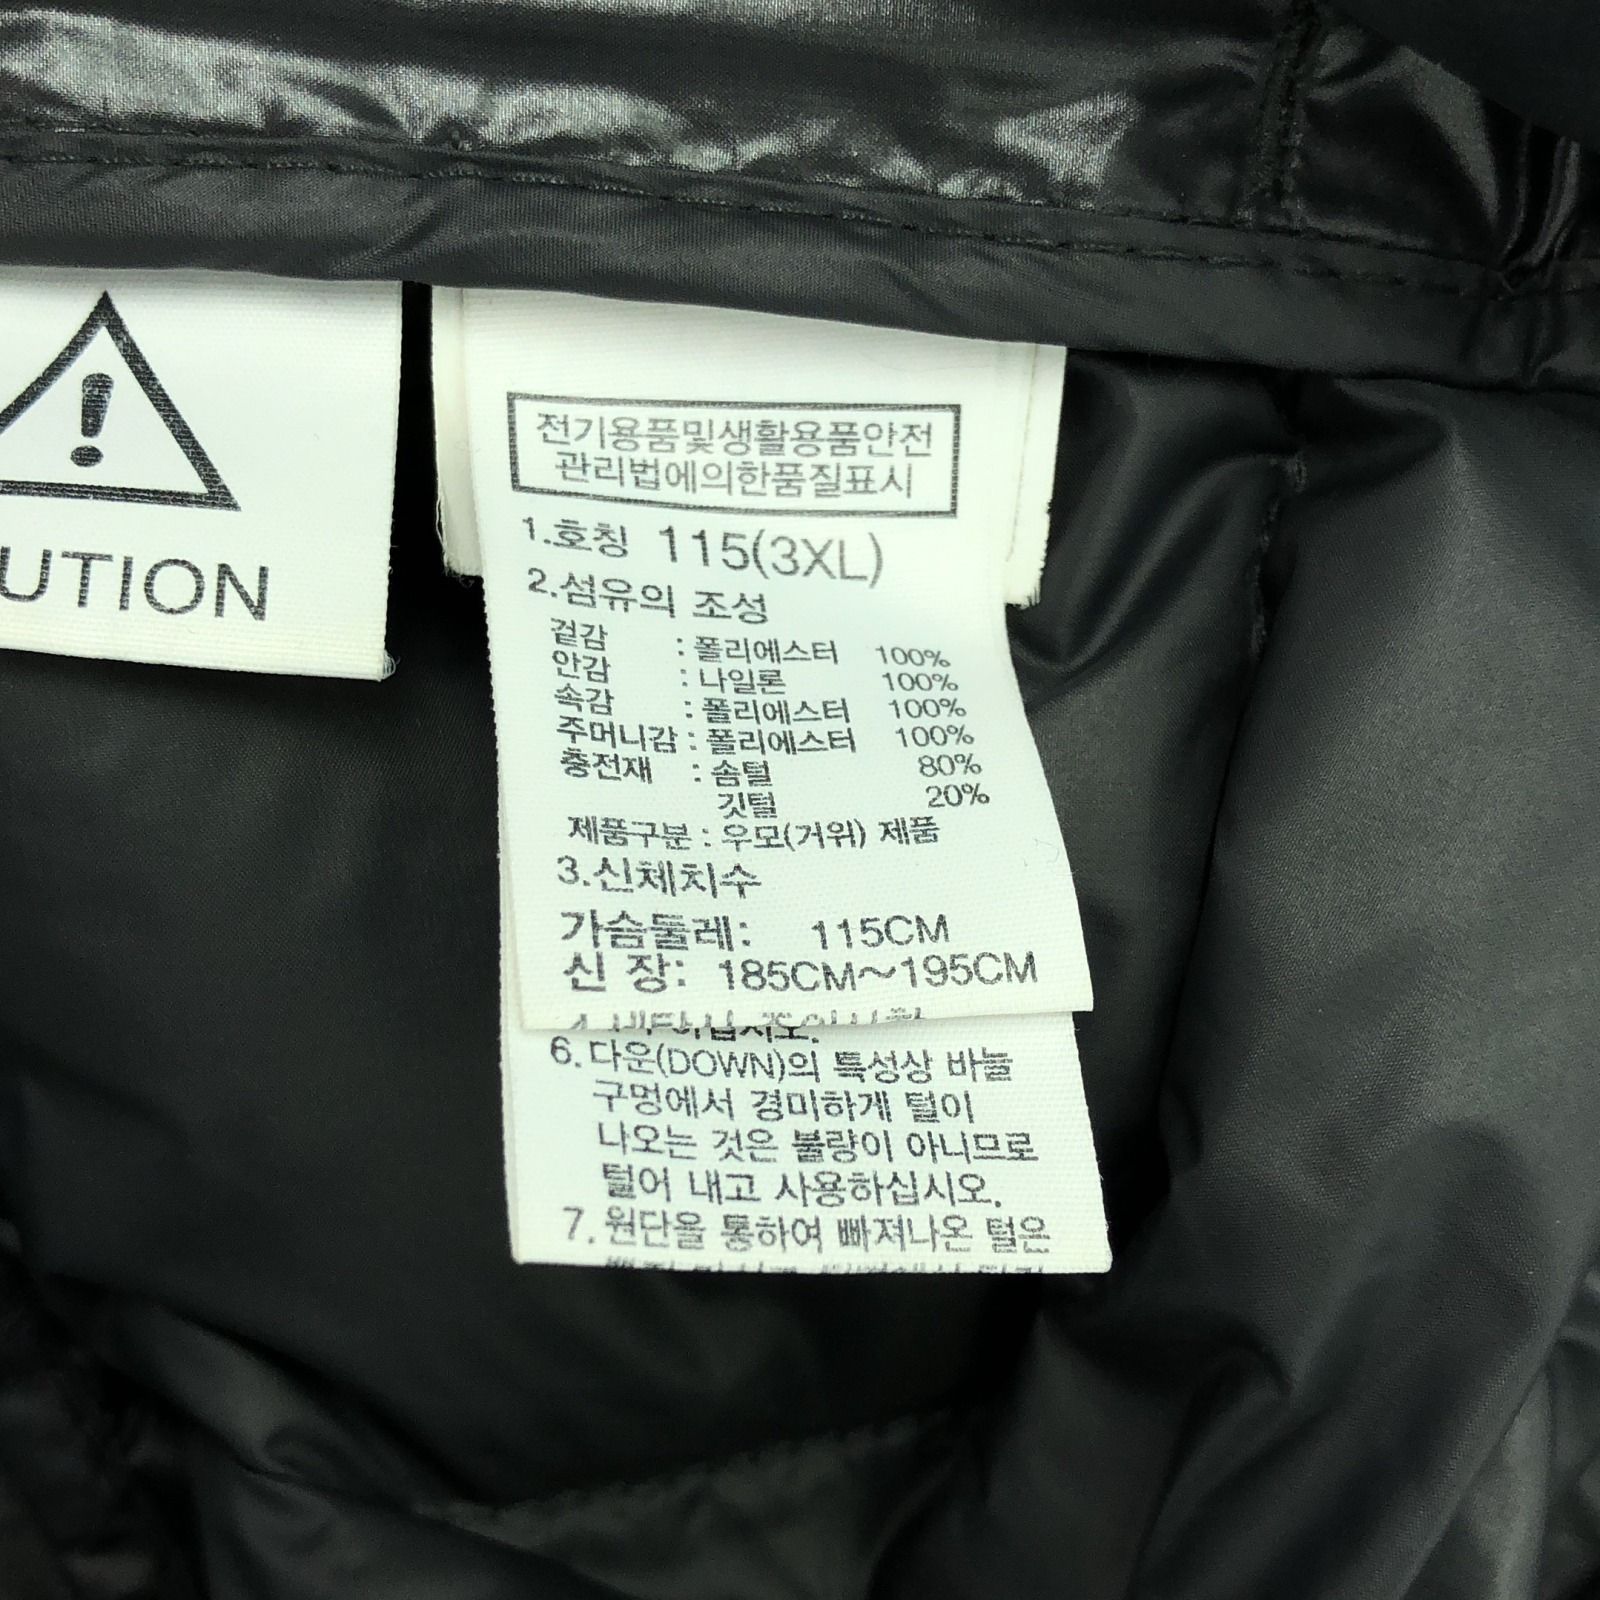 UTION
전기용품및생활용품안전
관리법에의한품질표시
1.호칭 115(3XL)
2.섬유의 조성
겉감 : 폴리에스터 100%
안감 : 나일론 100%
속감 : 폴리에스터 100%
주머니감 : 폴리에스터 100%
충전재 : 솜털 80%
깃털 20%
제품구분 : 우모(거위) 제품
3.신체치수
가슴둘레: 115CM
신 장: 185CM~195CM
6.다운(DOWN)의 특성상 바늘
구멍에서 경미하게 털이
나오는 것은 불량이 아니므로
털어 내고 사용하십시오.
7.원단을 통하여 빠져나온 털은